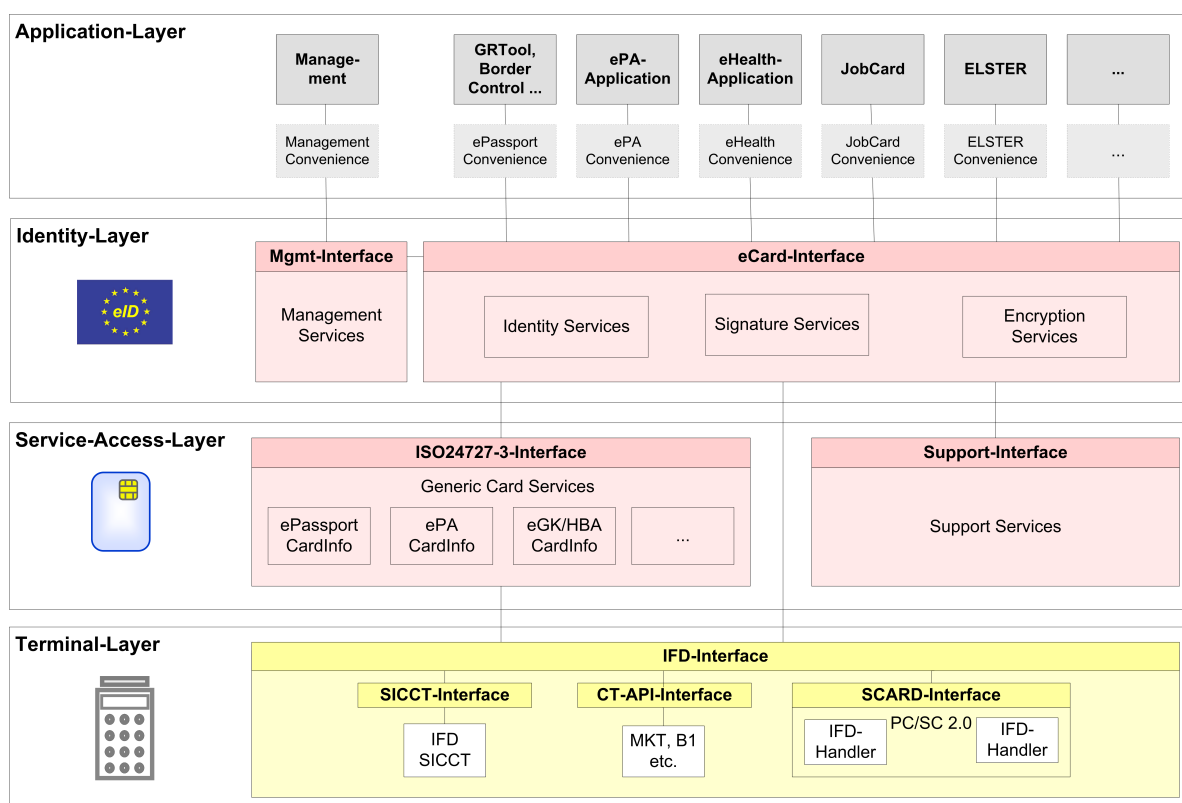 Application-Layer
Manage-
ment
GRTool,
Border
Control ...
ePA-
Application
eHealth-
Application
JobCard
ELSTER
...
Management
Convenience
ePassport
Convenience
ePA
Convenience
eHealth
Convenience
JobCard
Convenience
ELSTER
Convenience
...
Identity-Layer
eID
Mgmt-Interface
Management
Services
eCard-Interface
Identity Services
Signature Services
Encryption
Services
Service-Access-Layer
ISO24727-3-Interface
Generic Card Services
ePassport
CardInfo
ePA
CardInfo
eGK/HBA
CardInfo
...
Support-Interface
Support Services
Terminal-Layer
IFD-Interface
SICCT-Interface
IFD
SICCT
CT-API-Interface
MKT, B1
etc.
SCARD-Interface
PC/SC 2.0
IFD-
Handler
IFD-
Handler